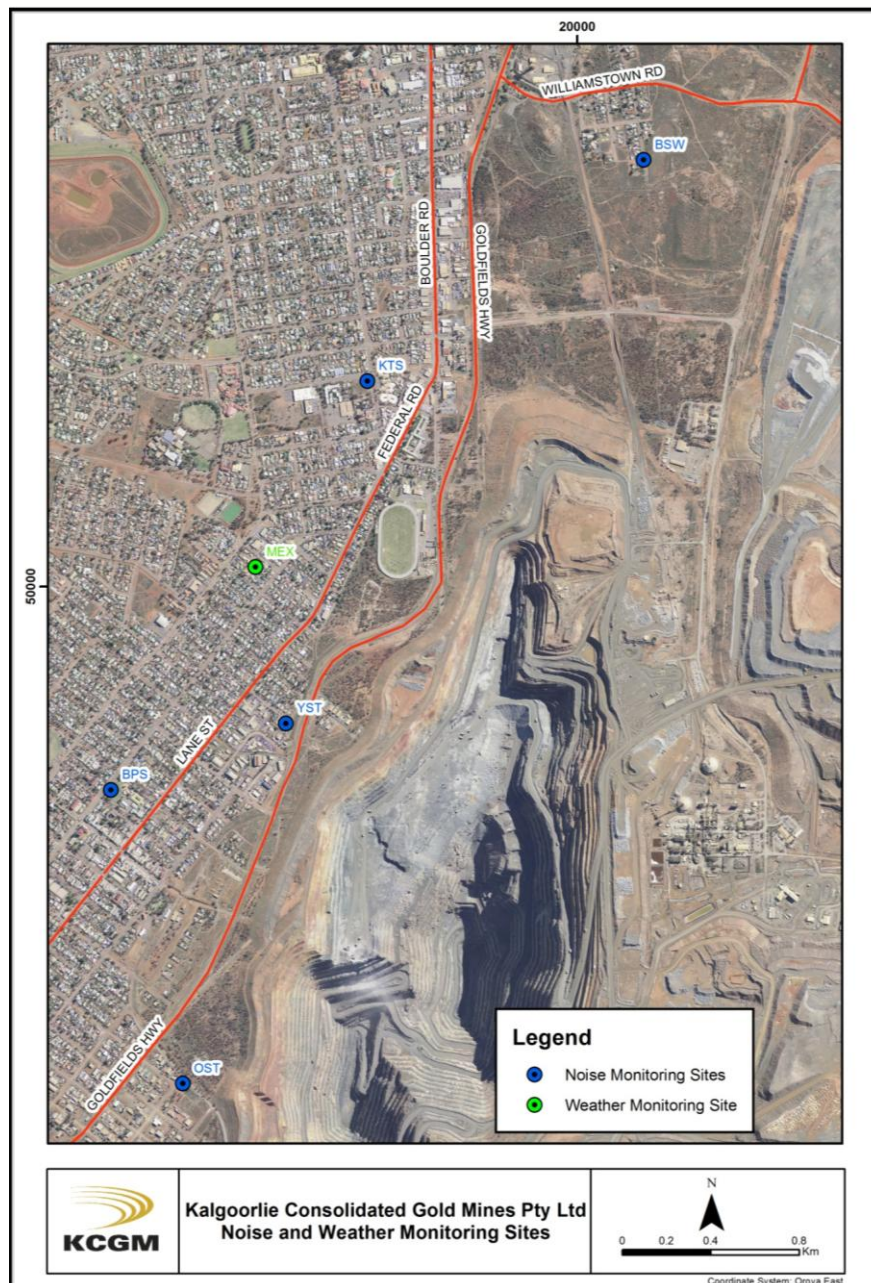 20000
WILLIAMSTOWN RD
BSW
BOULDER RD
GOLDFIELDS HWY
KTS
FEDERAL RD
MEX
50000
YST
LANE ST
BPS
GOLDFIELDS HWY
OST
Legend
Noise Monitoring Sites
Weather Monitoring Site
KCGM
Kalgoorlie Consolidated Gold Mines Pty Ltd
Noise and Weather Monitoring Sites
N
0 0.2 0.4 0.8
Km
Coordinate System: Oroya East